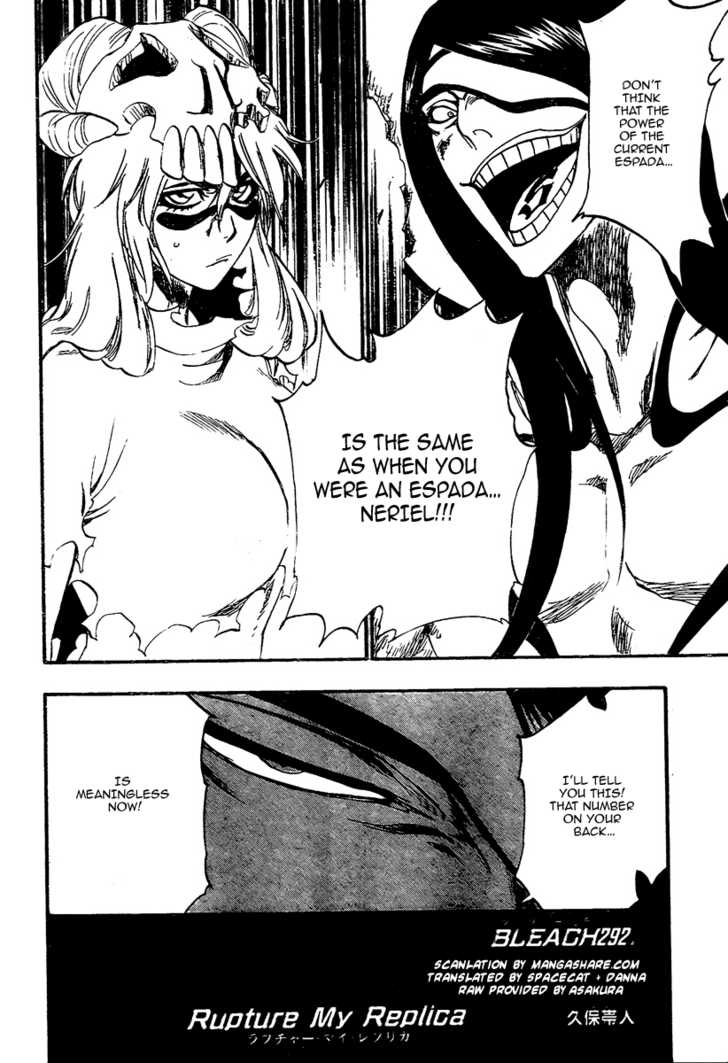 DON'T
THINK
THAT THE
POWER
OF THE
CURRENT
ESPADA...
IS THE SAME
AS WHEN YOU
WERE AN ESPADA...
NERIEL!!!
I'LL TELL
YOU THIS!
THAT NUMBER
ON YOUR
BACK...
IS
MEANINGLESS
NOW!
BLEACH292.
SCANLATION BY MANGASHARE.COM
TRANSLATED BY SPACECAT + DANNA
RAW PROVIDED BY ASAKURA
Rupture My Replica
ラプチャー・マイ・レプリカ
久保帯人